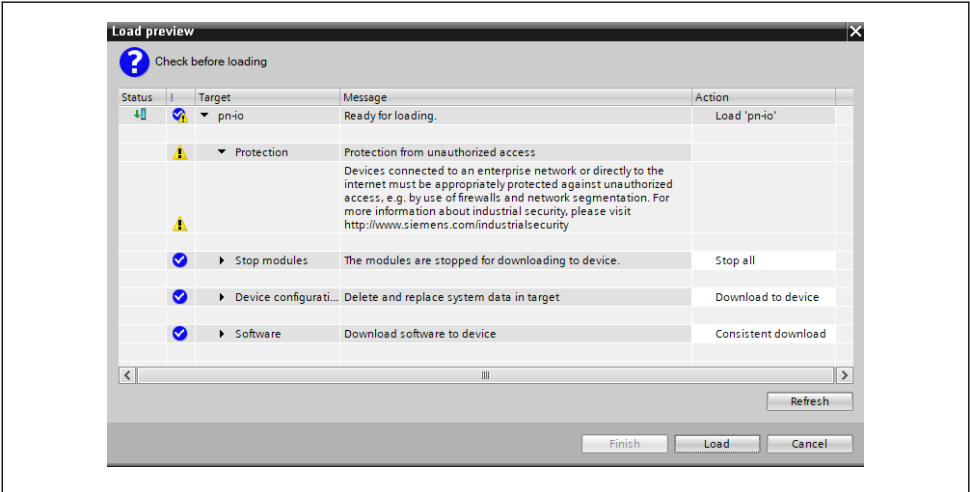 Load preview
Check before loading
Status ! Target Message Action
pn-io Ready for loading. Load 'pn-io'
Protection Protection from unauthorized access
Devices connected to an enterprise network or directly to the
internet must be appropriately protected against unauthorized
access, e.g. by use of firewalls and network segmentation. For
more information about industrial security, please visit
http://www.siemens.com/industrialsecurity
Stop modules The modules are stopped for downloading to device. Stop all
Device configurati... Delete and replace system data in target Download to device
Software Download software to device Consistent download
Refresh
Finish Load Cancel